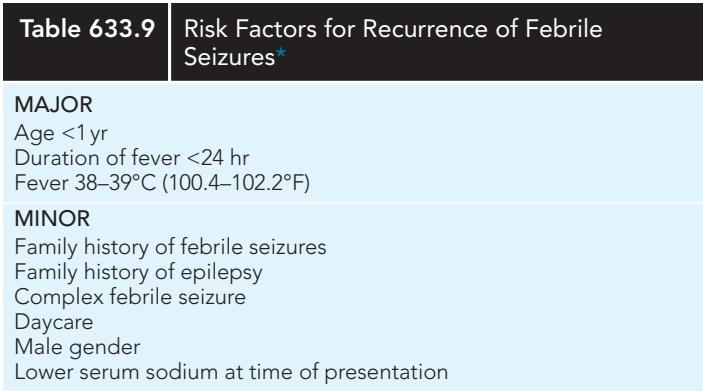 Table 633.9
Risk Factors for Recurrence of Febrile
Seizures*
MAJOR
Age <1 yr
Duration of fever <24 hr
Fever 38–39°C (100.4–102.2°F)
MINOR
Family history of febrile seizures
Family history of epilepsy
Complex febrile seizure
Daycare
Male gender
Lower serum sodium at time of presentation